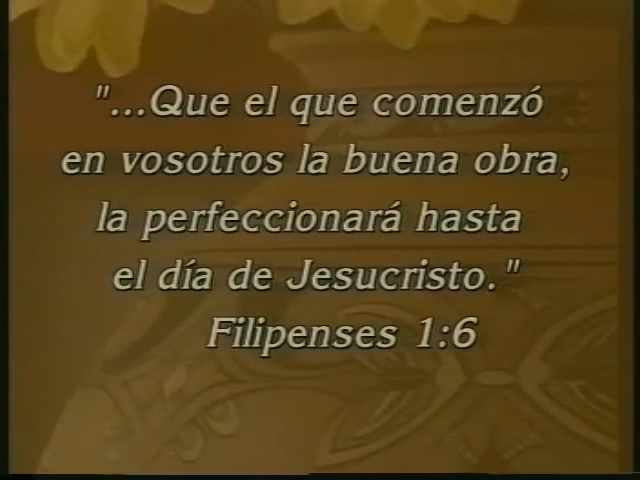 "...Que el que comenzó
en vosotros la buena obra,
la perfeccionará hasta
el día de Jesucristo."
Filipenses 1:6